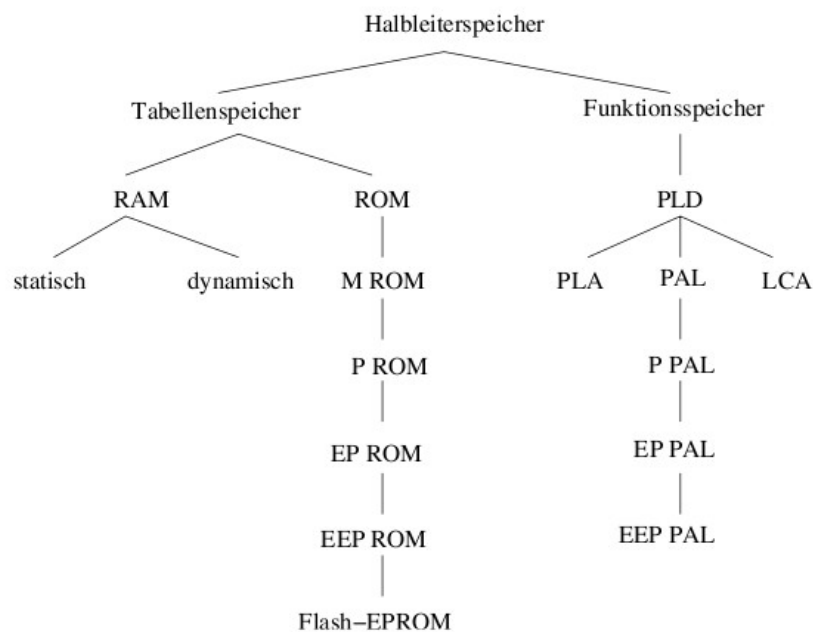 Halbleiterspeicher
Tabellenspeicher Funktionsspeicher
RAM ROM PLD
statisch dynamisch M ROM PLA PAL LCA
P ROM P PAL
EP ROM EP PAL
EEP ROM EEP PAL
Flash−EPROM